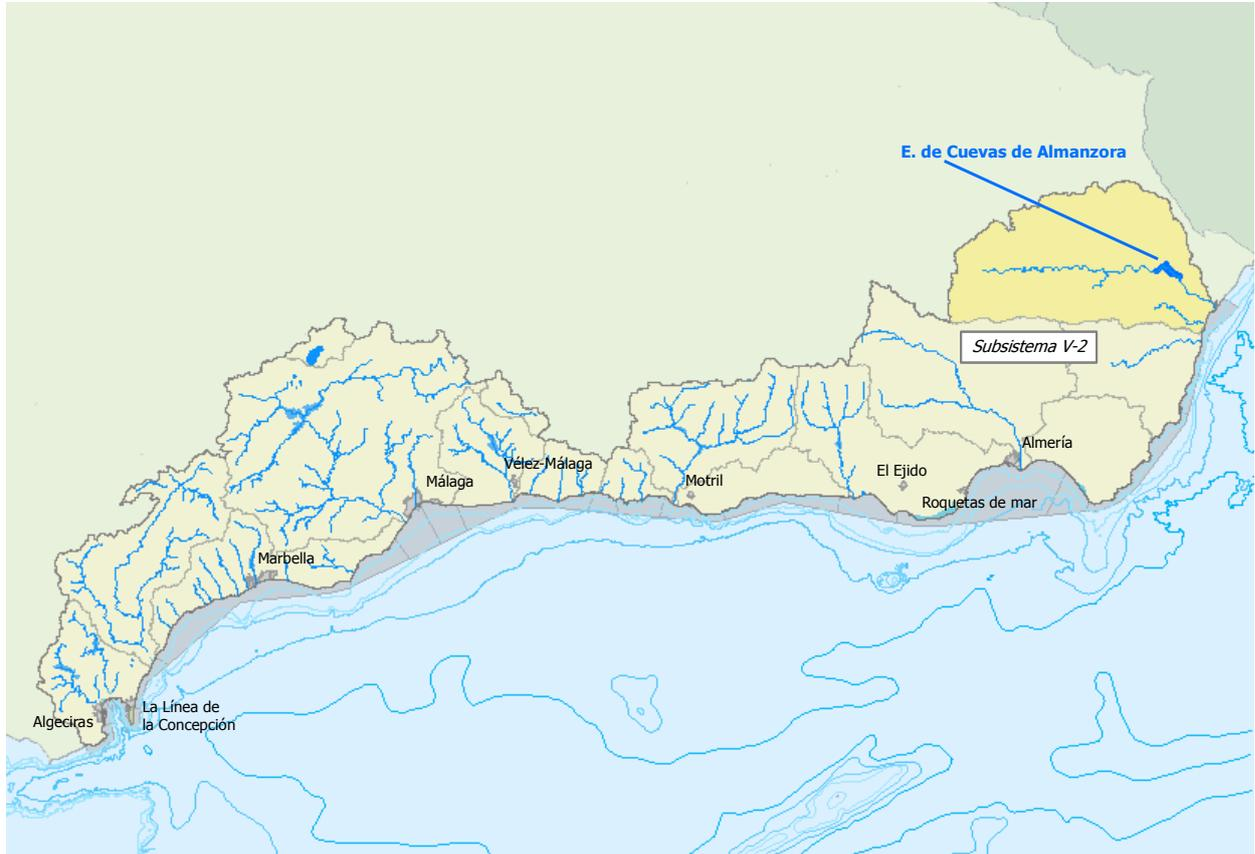 E. de Cuevas de Almanzora
Subsistema V-2
Almería
Vélez-Málaga
El Ejido
Málaga
Motril
Roquetas de mar
Marbella
La Línea de
la Concepción
Algeciras